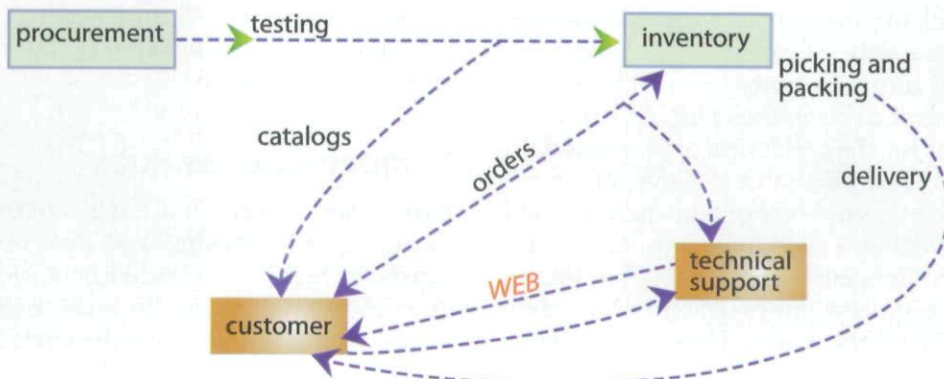 procurement
testing
inventory
picking and
packing
catalogs
orders
delivery
technical
support
WEB
customer